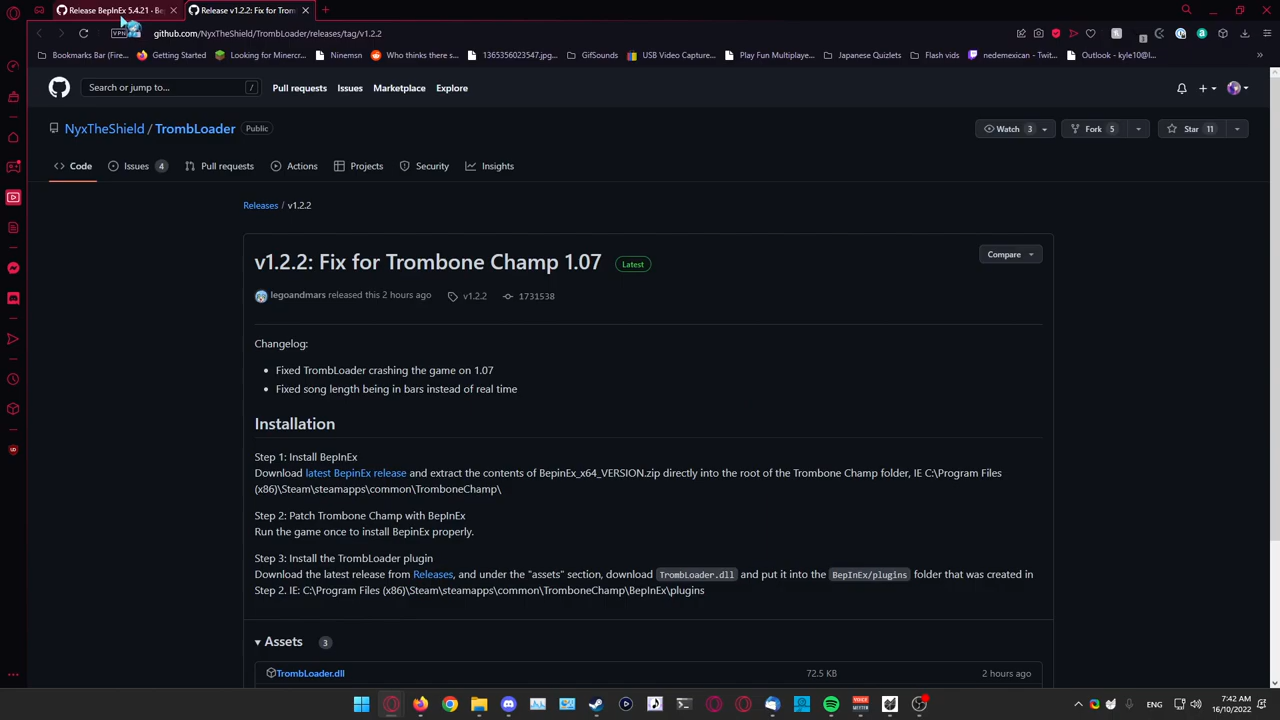 Release BepInEx 5.4.21 · Be
Release v1.2.2: Fix for Trom
VPN
github.com/NyxTheShield/TrombLoader/releases/tag/v1.2.2
Bookmarks Bar (Fire...
Getting Started
Looking for Minecr...
Ninemsn
Who thinks there s...
1365356023547.jpg...
GifSounds
USB Video Capture...
Play Fun Multiplaye...
Japanese Quizlets
Flash vids
nedemexican - Twit...
Outlook - kyle10@l...
»
Search or jump to...
/
Pull requests
Issues
Marketplace
Explore
NyxTheShield / TrombLoader
Public
Watch 3
Fork 5
Star 11
Code
Issues 4
Pull requests
Actions
Projects
Security
Insights
Releases / v1.2.2
v1.2.2: Fix for Trombone Champ 1.07
Latest
Compare
legoandmars released this 2 hours ago
v1.2.2
1731538
Changelog:
• Fixed TrombLoader crashing the game on 1.07
• Fixed song length being in bars instead of real time
Installation
Step 1: Install BepinEx
Download latest BepinEx release and extract the contents of BepinEx_x64_VERSION.zip directly into the root of the Trombone Champ folder, IE C:\Program Files
(x86)\Steam\steamapps\common\TromboneChamp\
Step 2: Patch Trombone Champ with BepInEx
Run the game once to install BepinEx properly.
Step 3: Install the TrombLoader plugin
Download the latest release from Releases, and under the "assets" section, download TrombLoader.dll and put it into the BepInEx/plugins folder that was created in
Step 2. IE: C:\Program Files (x86)\Steam\steamapps\common\TromboneChamp\BepInEx\plugins
Assets 3
TrombLoader.dll
72.5 KB
2 hours ago
ENG
7:42 AM
16/10/2022